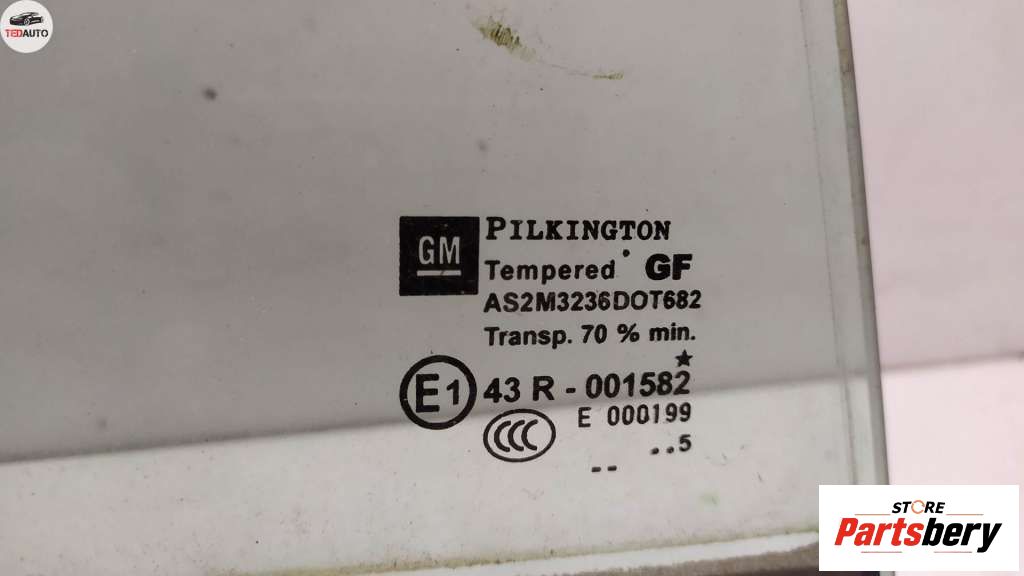 TEDAUTO
GM
PILKINGTON
Tempered GF
AS2M3236DOT682
Transp. 70 % min.
E1 43 R - 001582
CCC
E 000199
..5
--
STORE
Partsbery